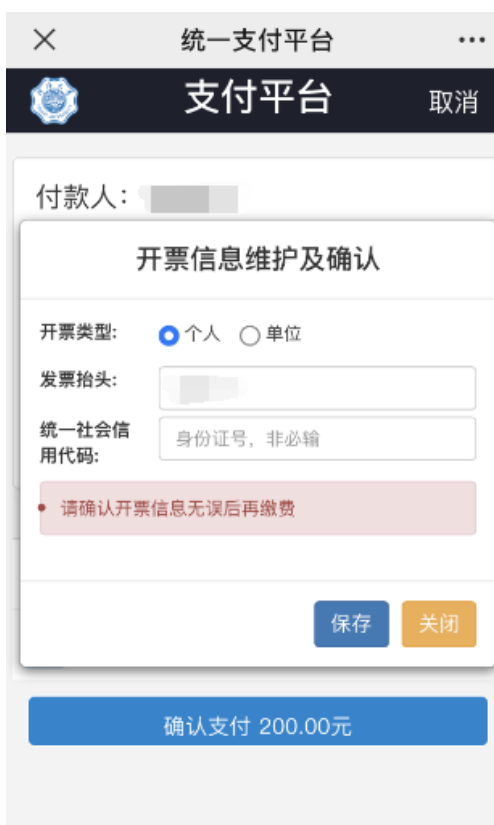 统一支付平台
支付平台
取消
付款人：
开票信息维护及确认
开票类型:
个人
单位
发票抬头:
统一社会信
用代码:
身份证号，非必输
请确认开票信息无误后再缴费
保存
关闭
确认支付 200.00元